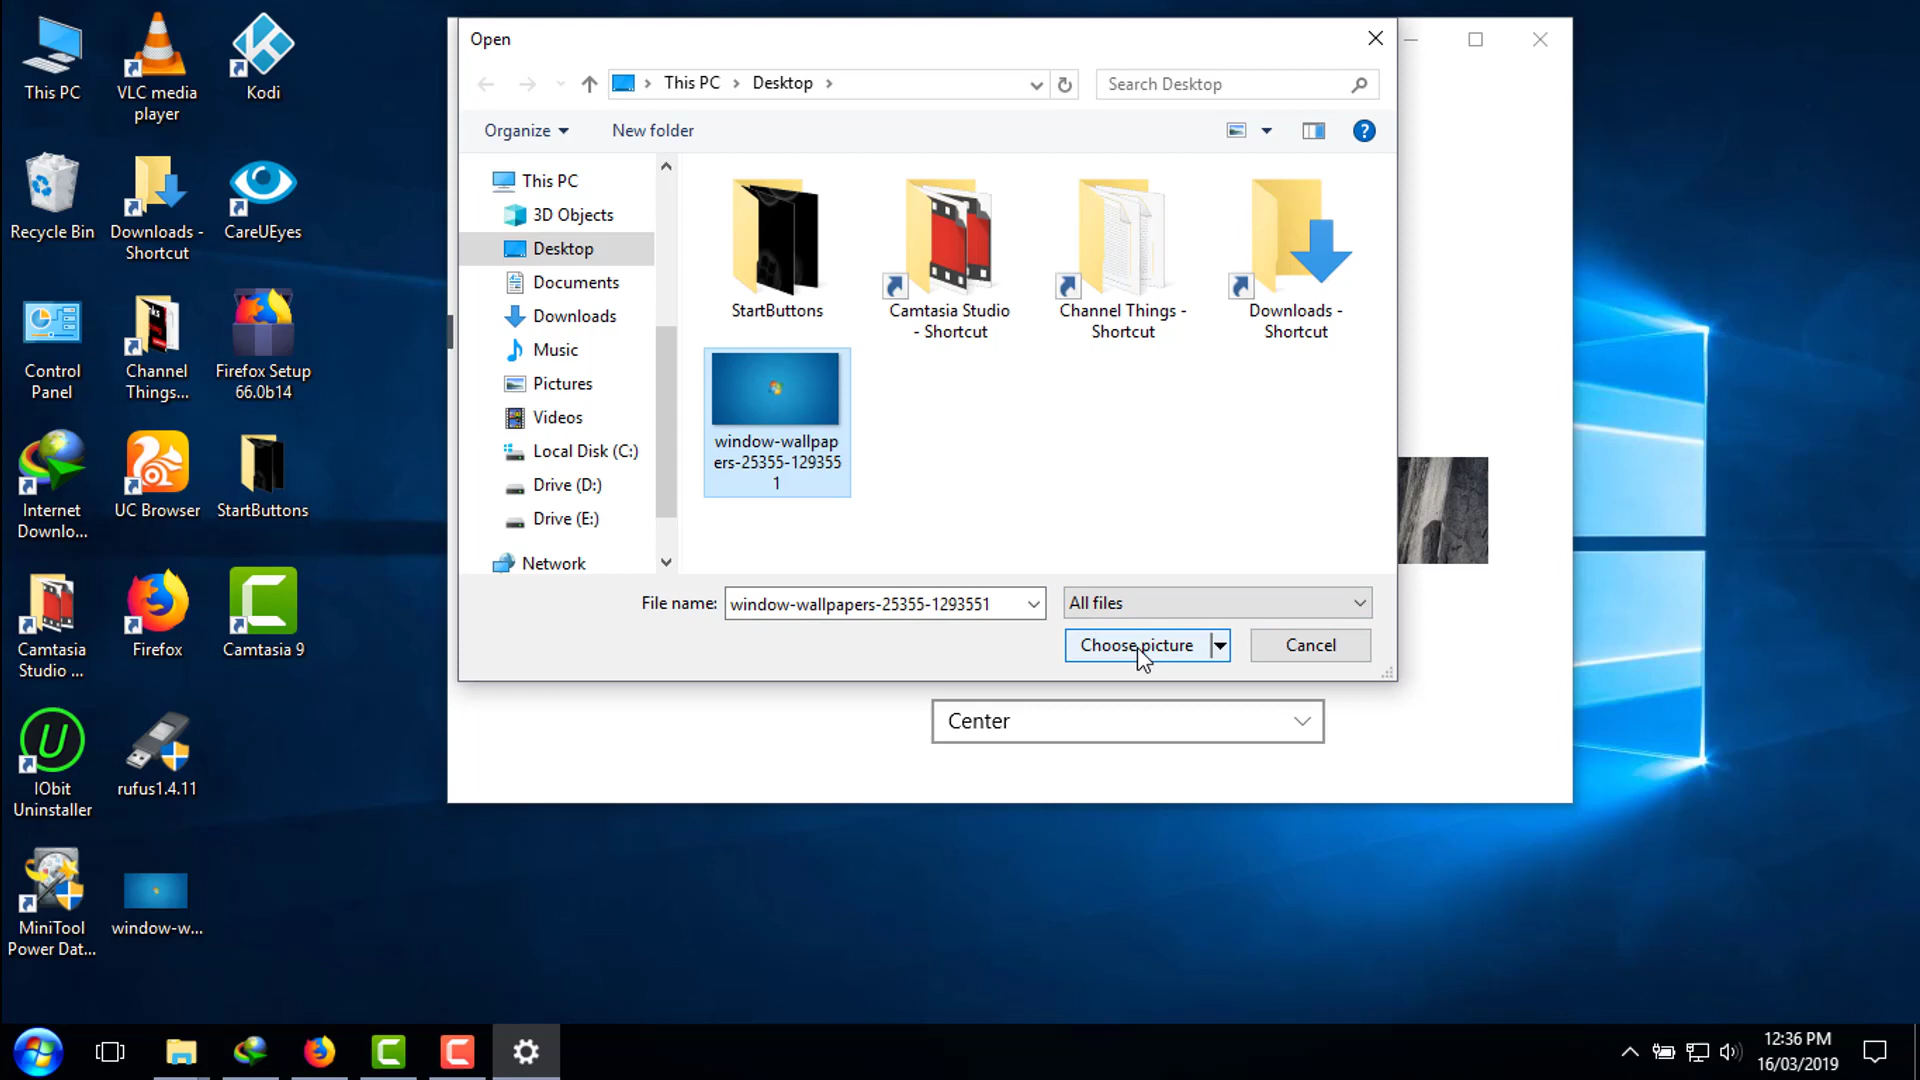 This PC
VLC media
player
Kodi
Recycle Bin
Downloads -
Shortcut
CareUEyes
Control
Panel
Channel
Things...
Firefox Setup
66.0b14
Internet
Downlo...
UC Browser
StartButtons
Camtasia
Studio ...
Firefox
Camtasia 9
IObit
Uninstaller
rufus1.4.11
MiniTool
Power Dat...
window-w...
Open
This PC
Desktop
Search Desktop
Organize
New folder
This PC
3D Objects
Desktop
Documents
Downloads
Music
Pictures
Videos
Local Disk (C:)
Drive (D:)
Drive (E:)
Network
StartButtons
Camtasia Studio
- Shortcut
Channel Things -
Shortcut
Downloads -
Shortcut
window-wallpap
ers-25355-129355
1
File name:
window-wallpapers-25355-1293551
All files
Choose picture
Cancel
Center
12:36 PM
16/03/2019